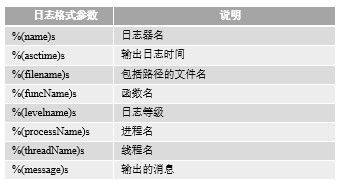 日志格式参数 说明
%(name)s 日志器名
%(asctime)s 输出日志时间
%(filename)s 包括路径的文件名
%(funcName)s 函数名
%(levelname)s 日志等级
%(processName)s 进程名
%(threadName)s 线程名
%(message)s 输出的消息